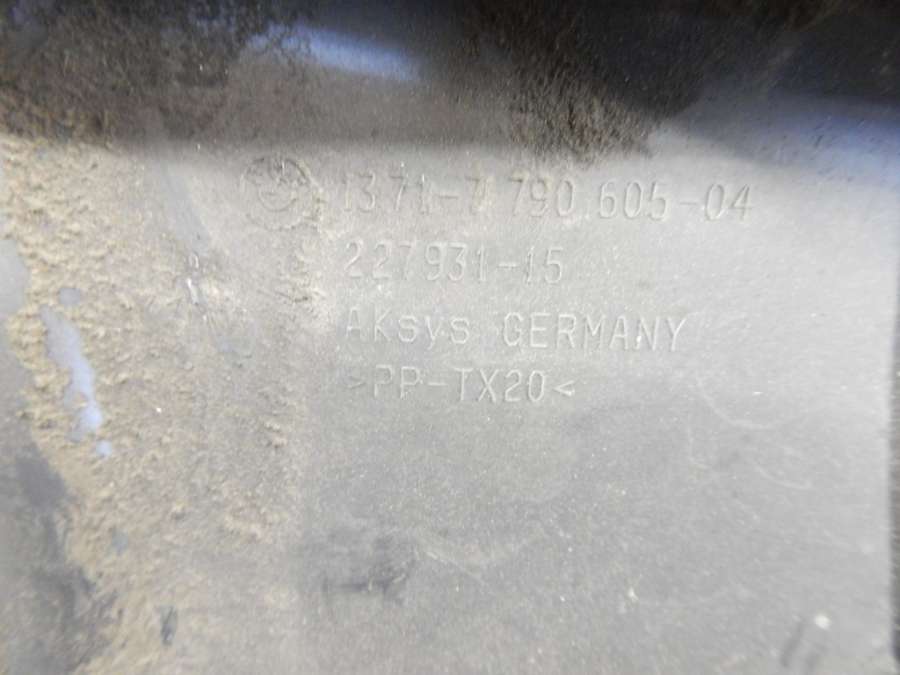 13.71-7 790 605-04
227931-15
AKsys GERMANY
>PP-TX20<